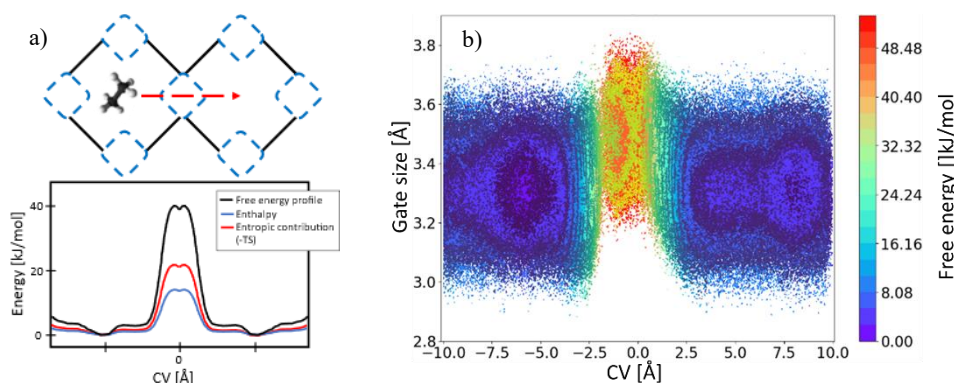 a)
Free energy profile
Enthalpy
Entropic contribution
(-TS)
Energy [kJ/mol]
40
20
0
0
CV [Å]
b)
Gate size [Å]
3.8
3.6
3.4
3.2
3.0
2.8
−10.0 −7.5 −5.0 −2.5 0.0 2.5 5.0 7.5 10.0
CV [Å]
48.48
40.40
32.32
24.24
16.16
8.08
0.00
Free energy []kJ/mol